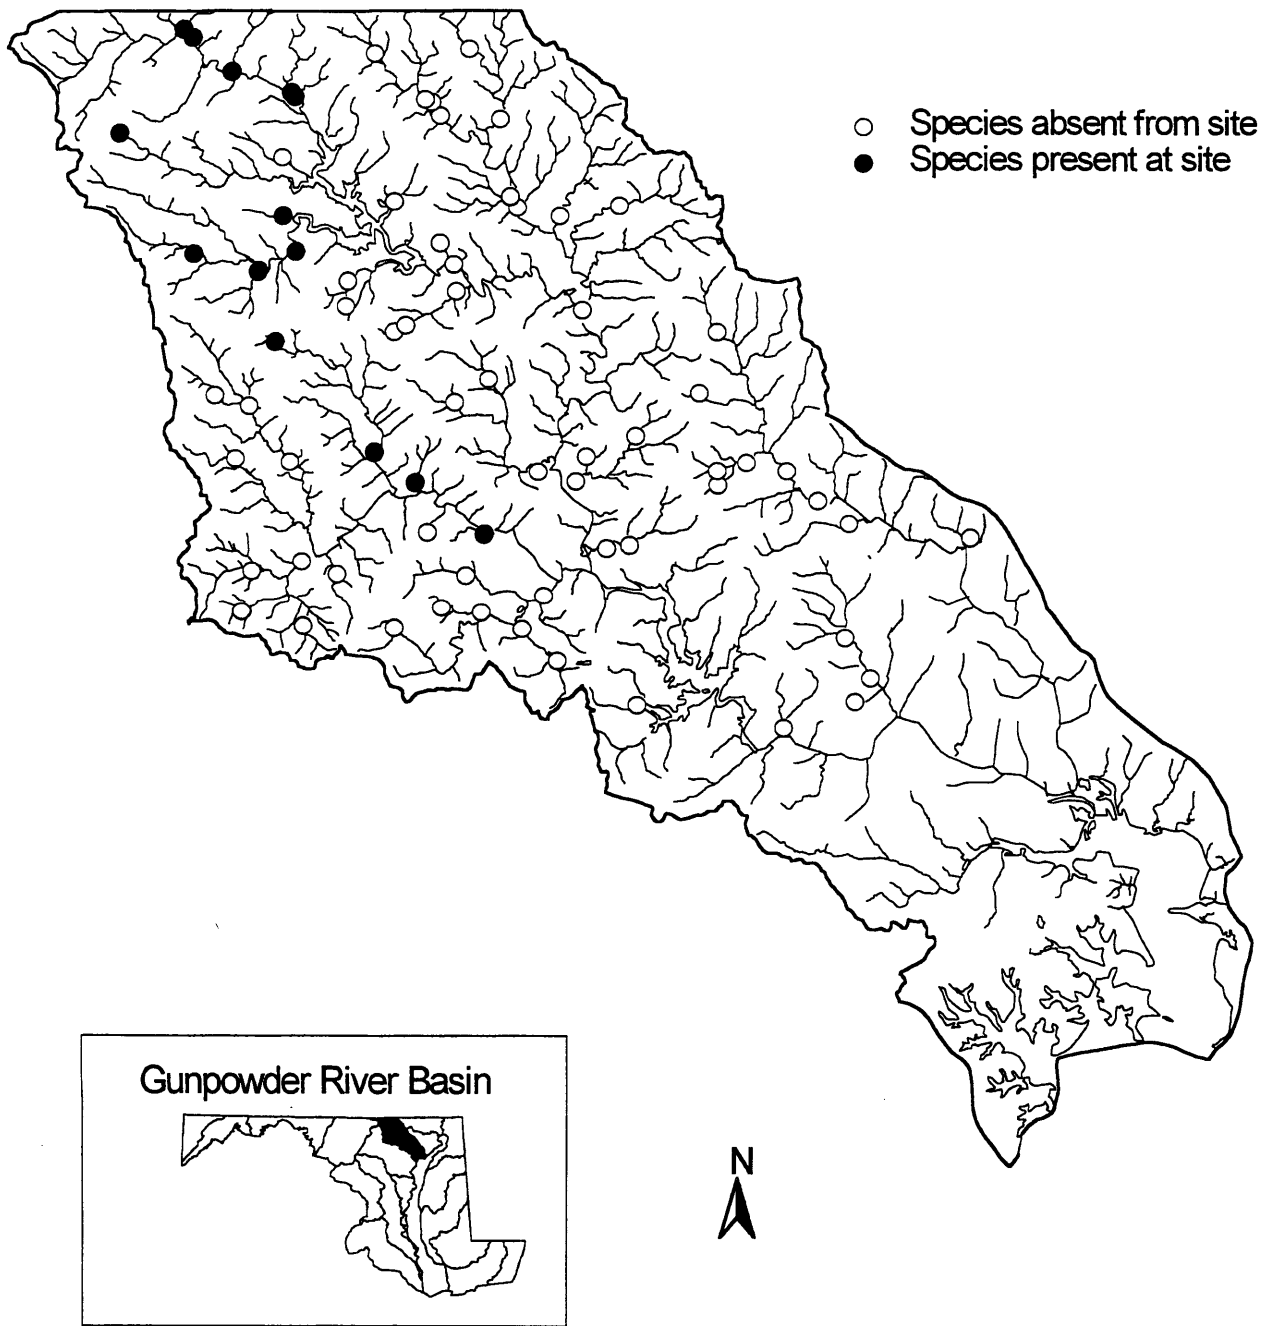 Species absent from site
Species present at site
Gunpowder River Basin
N